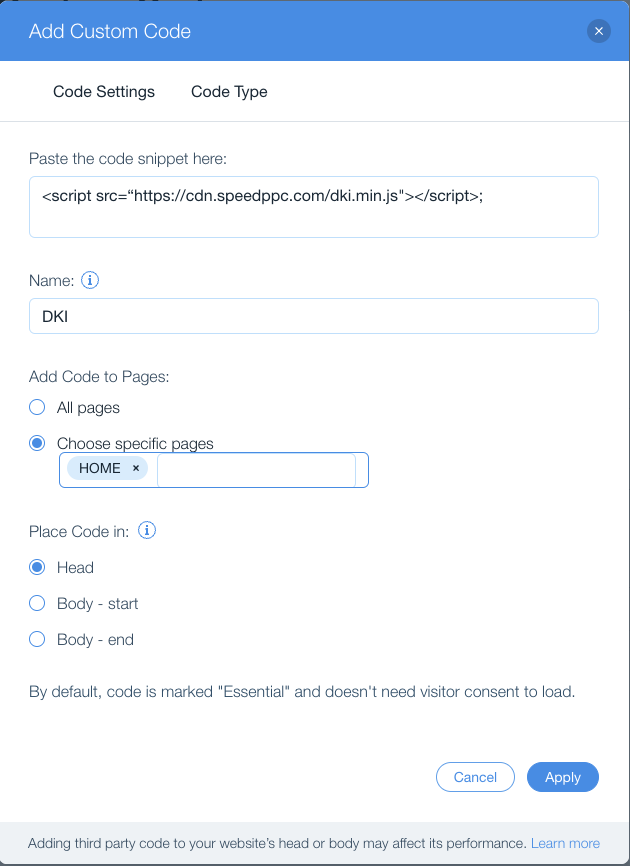 Add Custom Code
×
Code Settings Code Type
Paste the code snippet here:
<script src=“https://cdn.speedppc.com/dki.min.js"></script>;
Name: i
DKI
Add Code to Pages:
All pages
Choose specific pages
HOME ×
Place Code in: i
Head
Body - start
Body - end
By default, code is marked "Essential" and doesn't need visitor consent to load.
Cancel Apply
Adding third party code to your website’s head or body may affect its performance. Learn more